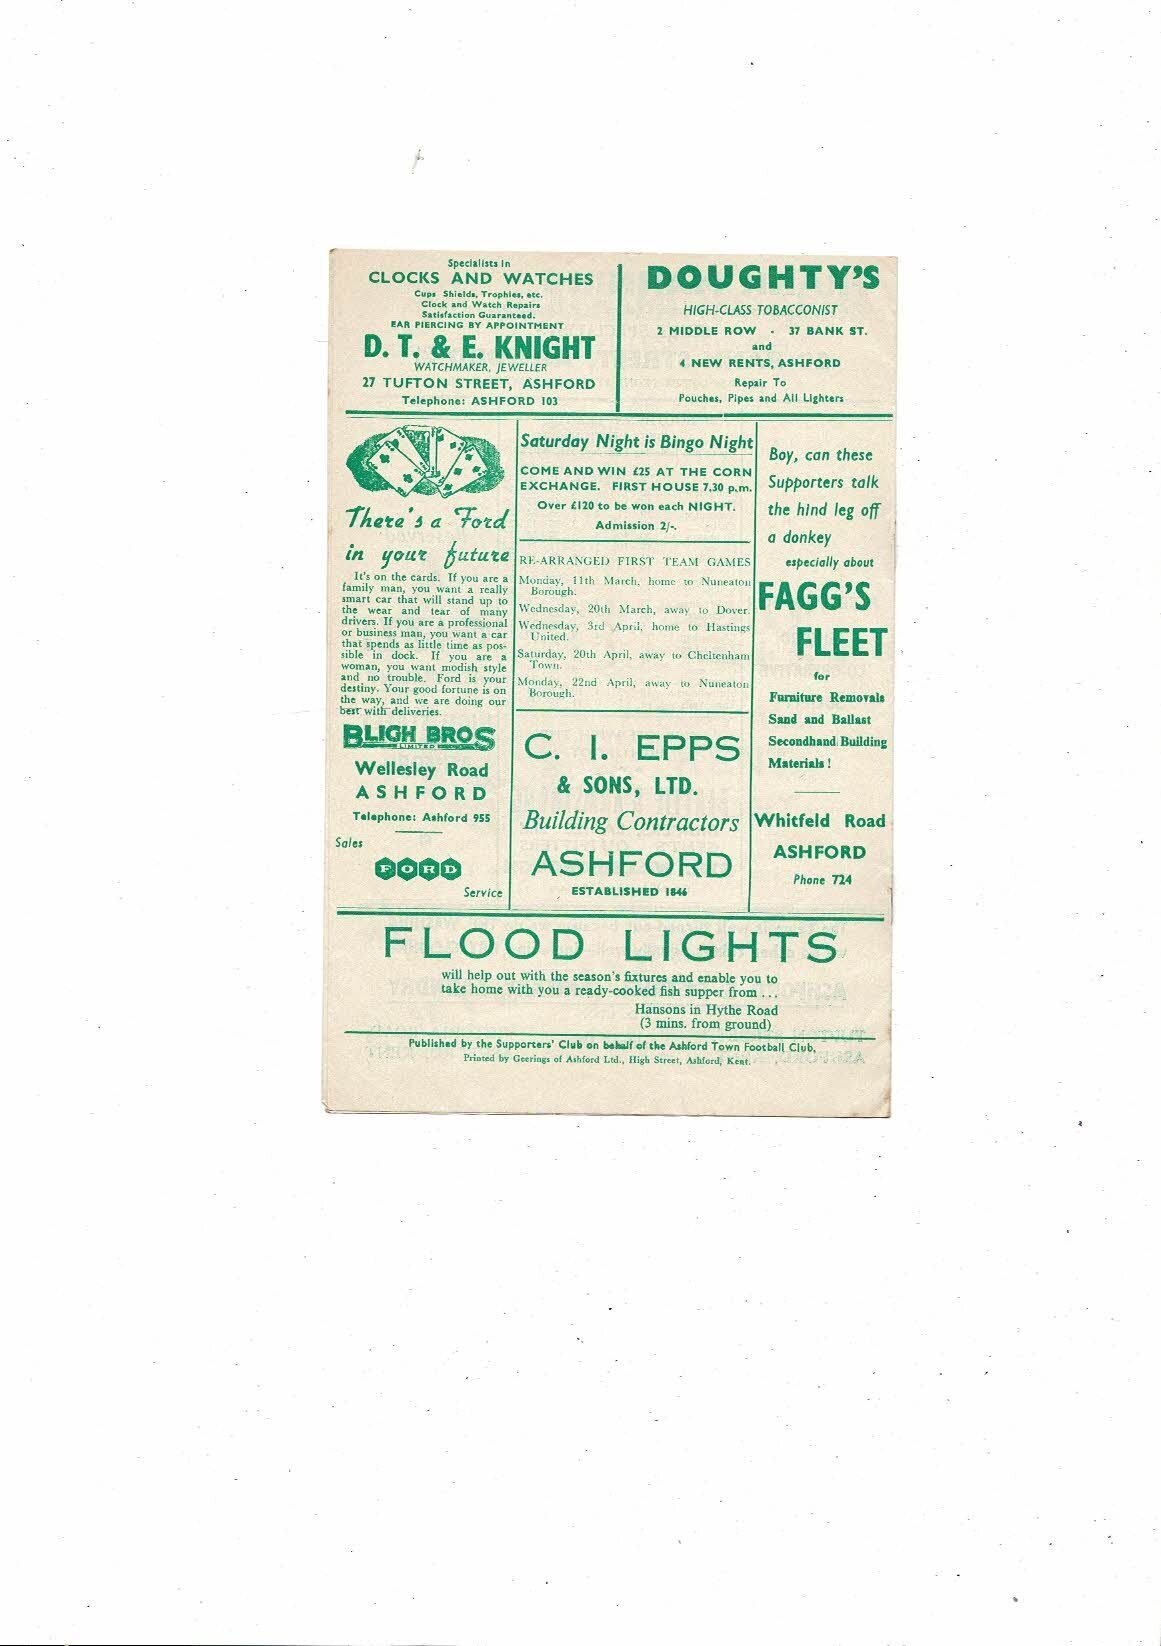 Specialists In
CLOCKS AND WATCHES
Cups Shields, Trophies, etc.
Clock and Watch Repairs
Satisfaction Guaranteed.
EAR PIERCING BY APPOINTMENT
D. T. & E. KNIGHT
WATCHMAKER, JEWELLER
27 TUFTON STREET, ASHFORD
Telephone: ASHFORD 103
DOUGHTY'S
HIGH-CLASS TOBACCONIST
2 MIDDLE ROW - 37 BANK ST.
and
4 NEW RENTS, ASHFORD
Repair To
Pouches, Pipes and All Lighters
There's a Ford
in your future
It's on the cards. If you are a
family man, you want a really
smart car that will stand up to
the wear and tear of many
drivers. If you are a professional
or business man, you want a car
that spends as little time as pos-
sible in dock. If you are a
woman, you want modish style
and no trouble. Ford is your
destiny. Your good fortune is on
the way, and we are doing our
best with deliveries.
BLIGH BROS
LIMITED
Wellesley Road
ASHFORD
Telephone: Ashford 955
Sales
FORD
Service
Saturday Night is Bingo Night
COME AND WIN £25 AT THE CORN
EXCHANGE. FIRST HOUSE 7.30 p.m.
Over £120 to be won each NIGHT.
Admission 2/-.
RE-ARRANGED FIRST TEAM GAMES
Monday, 11th March, home to Nuneaton
Borough.
Wednesday, 20th March, away to Dover.
Wednesday, 3rd April, home to Hastings
United.
Saturday, 20th April, away to Cheltenham
Town.
Monday, 22nd April, away to Nuneaton
Borough.
C. I. EPPS
& SONS, LTD.
Building Contractors
ASHFORD
ESTABLISHED 1846
Boy, can these
Supporters talk
the hind leg off
a donkey
especially about
FAGG'S
FLEET
for
Furniture Removals
Sand and Ballast
Secondhand Building
Materials !
Whitfeld Road
ASHFORD
Phone 724
FLOOD LIGHTS
will help out with the season's fixtures and enable you to
take home with you a ready-cooked fish supper from ...
Hansons in Hythe Road
(3 mins. from ground)
Published by the Supporters' Club on behalf of the Ashford Town Football Club,
Printed by Geerings of Ashford Ltd., High Street, Ashford, Kent.